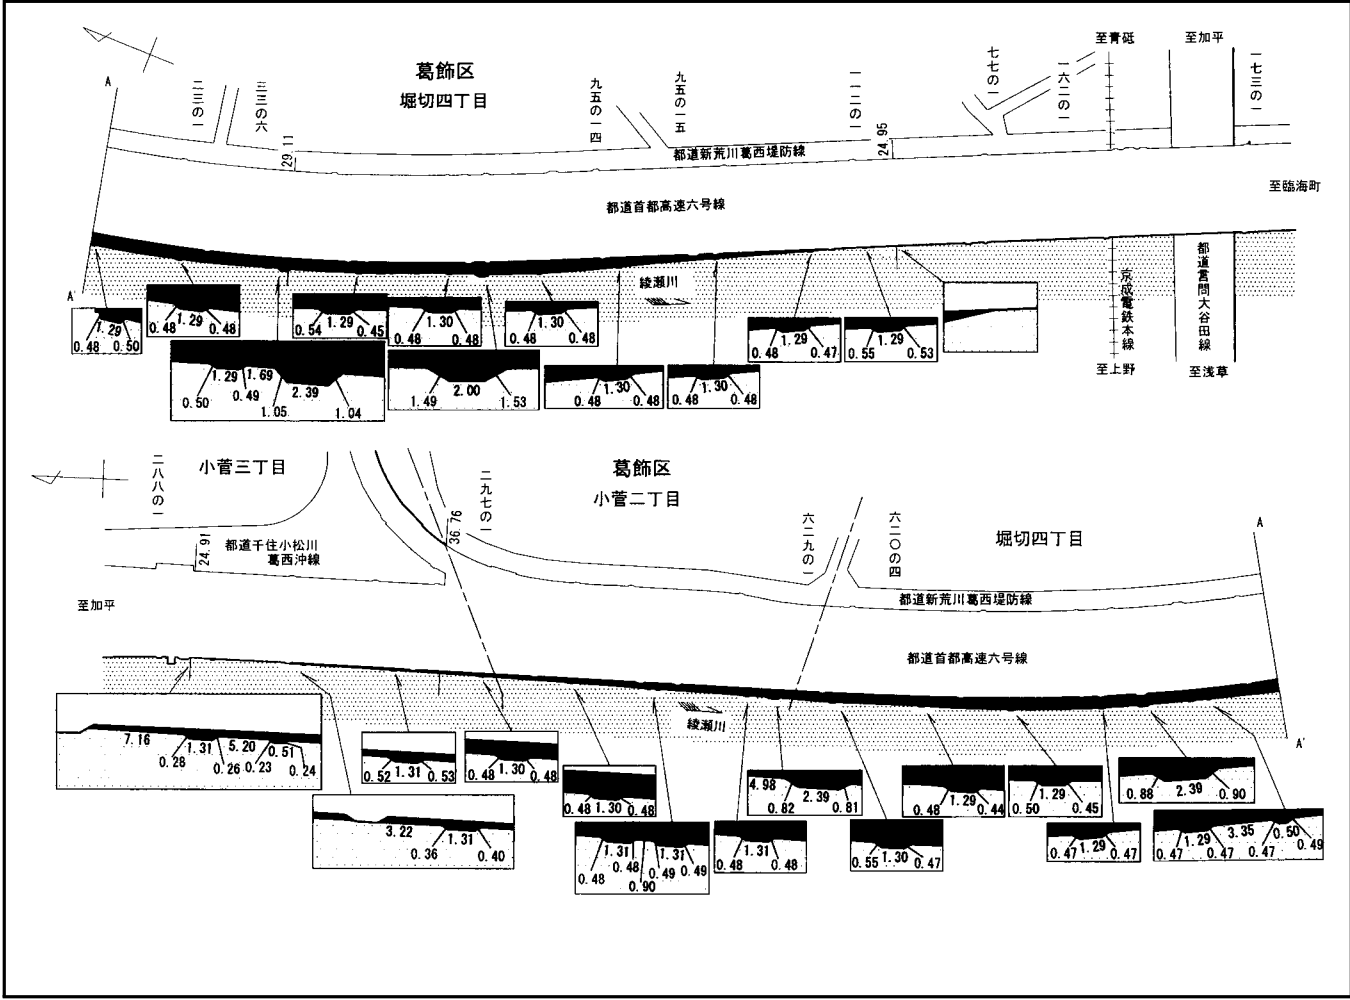 葛飾区
堀切四丁目
A
二三の一
三三の六
29.11
九五の一四
九五の一五
一一二の一
24.95
七七の一
一六二の一
至青砥
至加平
一七三の一
都道新荒川葛西堤防線
都道首都高速六号線
至臨海町
綾瀬川
京成電鉄本線
都道言問大谷田線
至上野
至浅草
A'
0.48 1.29 0.50
0.48 1.29 0.48
0.50 1.29 0.49 1.69 1.05 2.39 1.04
0.54 1.29 0.45
0.48 1.30 0.48
1.49 2.00 1.53
0.48 1.30 0.48
0.48 1.30 0.48
0.48 1.30 0.48
0.48 1.29 0.47
0.55 1.29 0.53
小菅三丁目
二八八の一
葛飾区
小菅二丁目
二九七の一
36.76
24.91
都道千住小松川
葛西沖線
六二九の一
六二〇の四
堀切四丁目
A
至加平
都道新荒川葛西堤防線
都道首都高速六号線
綾瀬川
A'
7.16 0.28 1.31 0.26 5.20 0.23 0.51 0.24
3.22 0.36 1.31 0.40
0.52 1.31 0.53
0.48 1.30 0.48
0.48 1.30 0.48
0.48 1.31 0.48 0.90 0.49 1.31 0.49
0.48 1.31 0.48
4.98 0.82 2.39 0.81
0.55 1.30 0.47
0.48 1.29 0.44
0.50 1.29 0.45
0.47 1.29 0.47
0.88 2.39 0.90
0.47 1.29 0.47 3.35 0.47 0.50 0.49